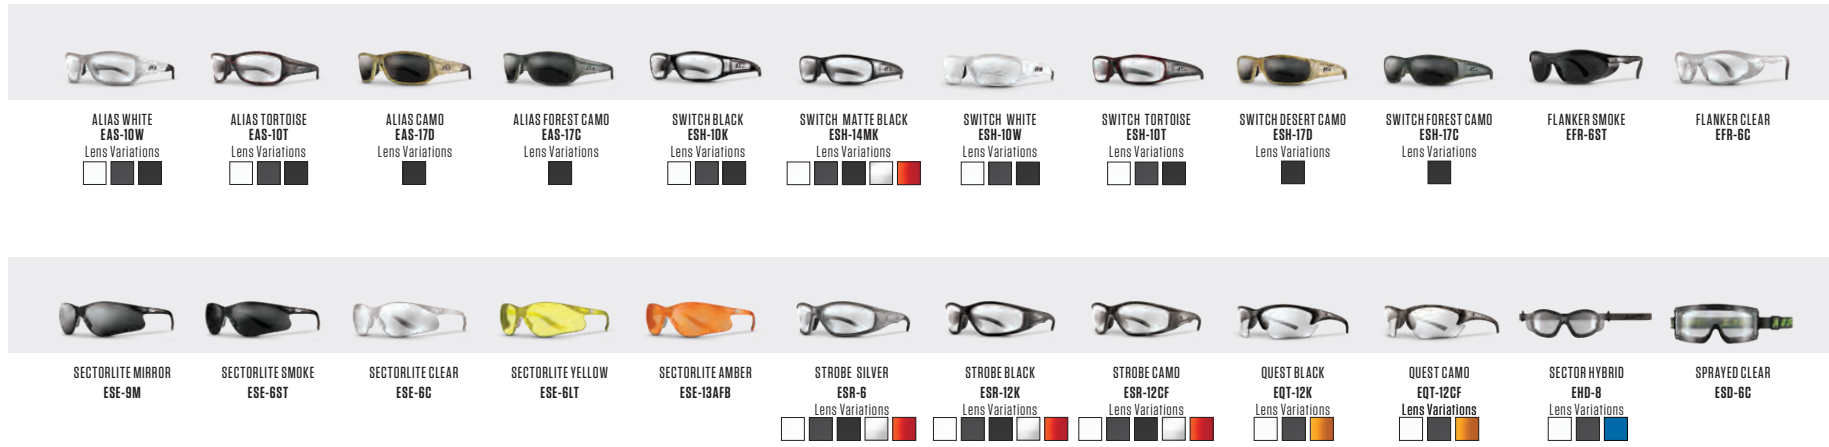 ALIAS WHITE
EAS-10W
Lens Variations
ALIAS TORTOISE
EAS-10T
Lens Variations
ALIAS CAMO
EAS-17D
Lens Variations
ALIAS FOREST CAMO
EAS-17C
Lens Variations
SWITCH BLACK
ESH-10K
Lens Variations
SWITCH MATTE BLACK
ESH-14MK
Lens Variations
SWITCH WHITE
ESH-10W
Lens Variations
SWITCH TORTOISE
ESH-10T
Lens Variations
SWITCH DESERT CAMO
ESH-17D
Lens Variations
SWITCH FOREST CAMO
ESH-17C
Lens Variations
FLANKER SMOKE
EFR-6ST
FLANKER CLEAR
EFR-6C
SECTORLITE MIRROR
ESE-9M
SECTORLITE SMOKE
ESE-6ST
SECTORLITE CLEAR
ESE-6C
SECTORLITE YELLOW
ESE-6LT
SECTORLITE AMBER
ESE-13AFB
STROBE SILVER
ESR-6
Lens Variations
STROBE BLACK
ESR-12K
Lens Variations
STROBE CAMO
ESR-12CF
Lens Variations
QUEST BLACK
EQT-12K
Lens Variations
QUEST CAMO
EQT-12CF
Lens Variations
SECTOR HYBRID
EHD-8
Lens Variations
SPRAYED CLEAR
ESD-6C